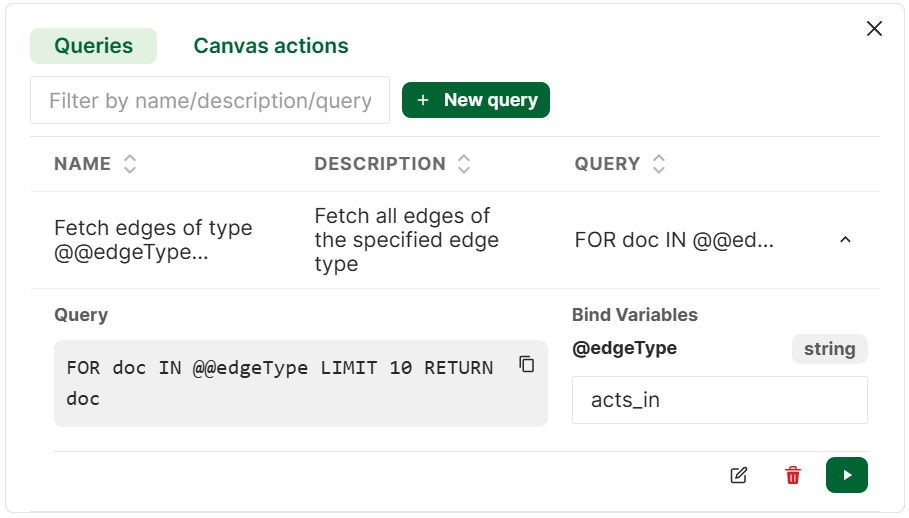 Queries
Canvas actions
Filter by name/description/query
+ New query
NAME
DESCRIPTION
QUERY
Fetch edges of type
@@edgeType...
Fetch all edges of
the specified edge
type
FOR doc IN @@ed...
Query
FOR doc IN @@edgeType LIMIT 10 RETURN
doc
Bind Variables
@edgeType
string
acts_in